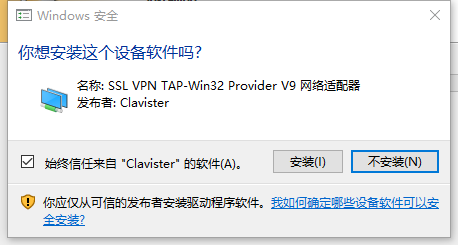 Windows 安全
你想安装这个设备软件吗?
名称: SSL VPN TAP-Win32 Provider V9 网络适配器
发布者: Clavister
始终信任来自 "Clavister" 的软件(A)。
安装(I)
不安装(N)
你应仅从可信的发布者安装驱动程序软件。我如何确定哪些设备软件可以安全安装?